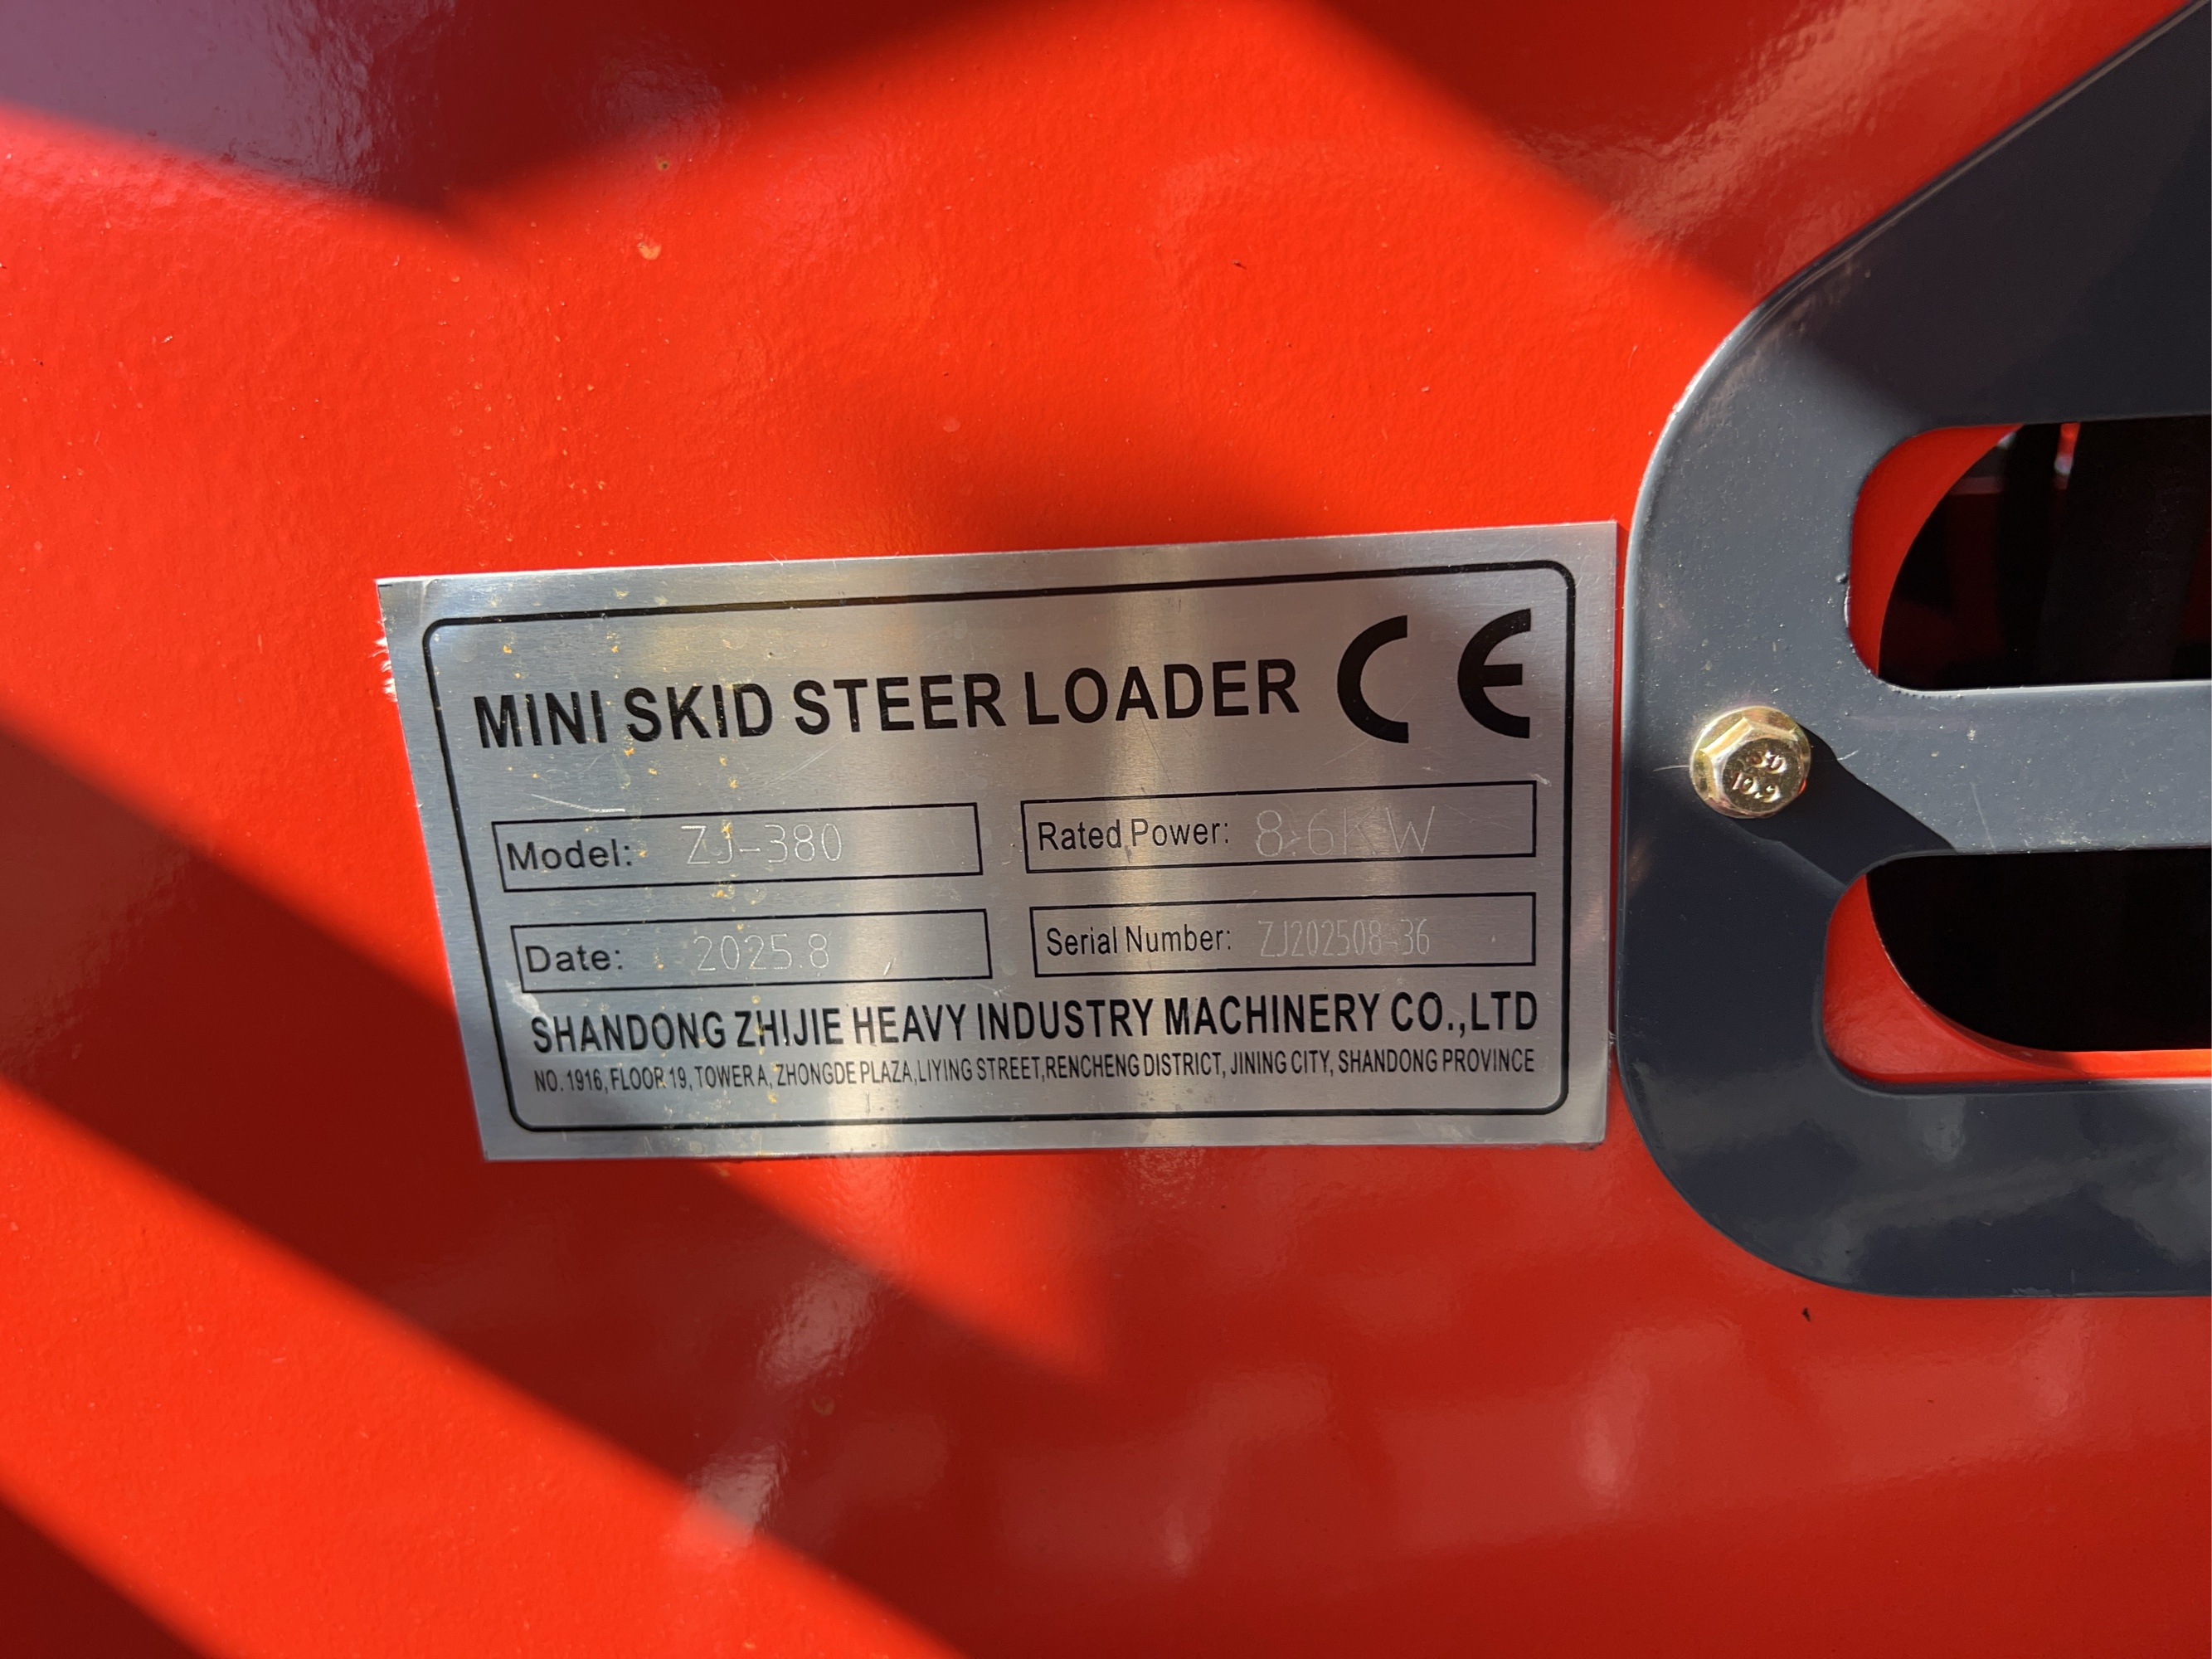 MINI SKID STEER LOADER CE
Model: ZJ-380
Rated Power: 8.6KW
Date: 2025.8
Serial Number: ZJ202508-36
SHANDONG ZHIJIE HEAVY INDUSTRY MACHINERY CO.,LTD
NO. 1916, FLOOR 19, TOWER A, ZHONGDE PLAZA, LIYING STREET, RENCHENG DISTRICT, JINING CITY, SHANDONG PROVINCE
10.9